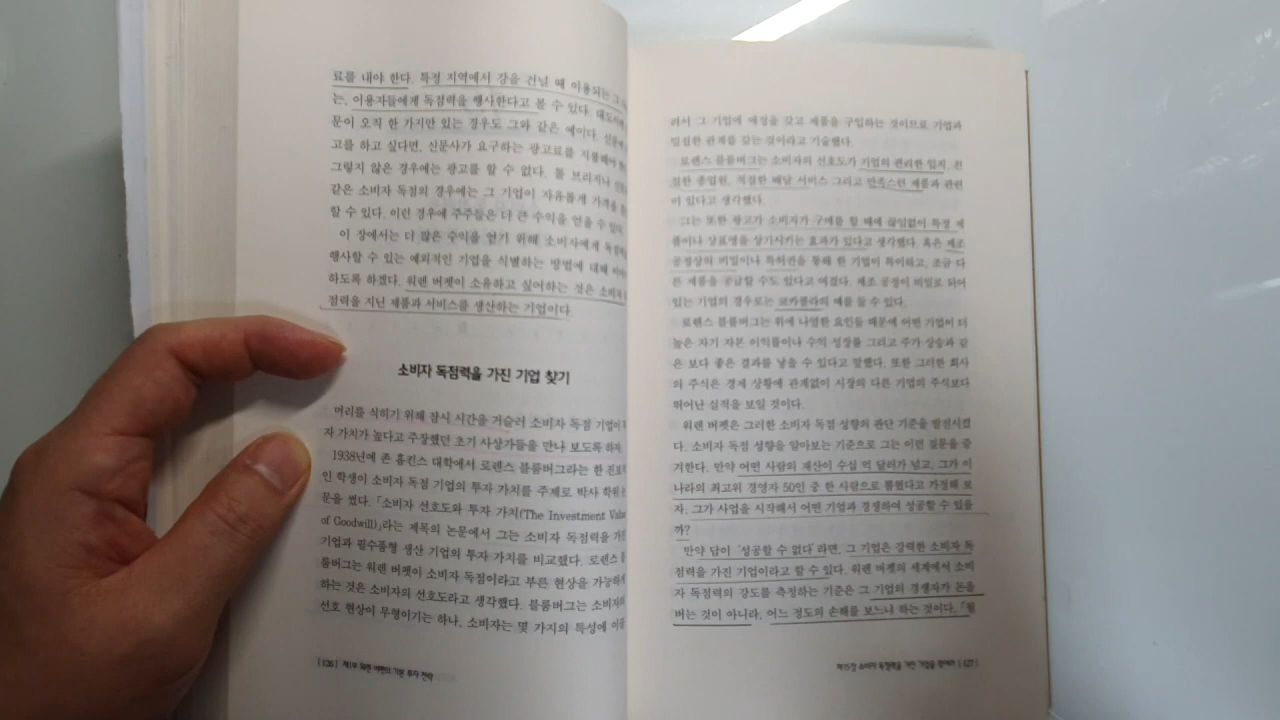 료를 내야 한다. 특정 지역에서 강을 건널 때 이용되는 그
는, 이용자들에게 독점력을 행사한다고 볼 수 있다. 대도시에
문이 오직 한 가지만 있는 경우도 그와 같은 예이다. 신문에
고를 하고 싶다면, 신문사가 요구하는 광고료를 지불해야
그렇지 않은 경우에는 광고를 할 수 없다. 톨 브리지나
같은 소비자 독점의 경우에는 그 기업이 자유롭게 가격을
할 수 있다. 이런 경우에 주주들은 더 큰 수익을 얻을 수 있다.
이 장에서는 더 많은 수익을 얻기 위해 소비자에게 독점력
행사할 수 있는 예외적인 기업을 식별하는 방법에 대해
하도록 하겠다. 워렌 버펫이 소유하고 싶어하는 것은 소비자
점력을 지닌 제품과 서비스를 생산하는 기업이다.
소비자 독점력을 가진 기업 찾기
머리를 식히기 위해 잠시 시간을 거슬러 소비자 독점 기업이
자 가치가 높다고 주장했던 초기 사상가들을 만나 보도록 하자.
1938년에 존 홉킨스 대학에서 로렌스 블룸버그라는 한
인 학생이 소비자 독점 기업의 투자 가치를 주제로 박사 학위
문을 썼다. 「소비자 선호도와 투자 가치(The Investment Value
of Goodwill)」라는 제목의 논문에서 그는 소비자 독점력을 가진
기업과 필수품형 생산 기업의 투자 가치를 비교했다. 로렌스 블
룸버그는 워렌 버펫이 소비자 독점이라고 부른 현상을 가능하게
하는 것은 소비자의 선호도라고 생각했다. 블룸버그는 소비자의
선호 현상이 무형이기는 하나, 소비자는 몇 가지의 특성에 이끌
[126] 제1부 워렌 버펫의 기본 투자 전략
려서 그 기업에 애정을 갖고 제품을 구입하는 것이므로 기업과
밀접한 관계를 갖는 것이라고 기술했다.
로렌스 블룸버그는 소비자의 선호도가 기업의 편리한 입지, 친
절한 종업원, 적절한 배달 서비스 그리고 만족스런 제품과 관련
이 있다고 생각했다.
그는 또한 광고가 소비자가 구매를 할 때에 끊임없이 특정 제
품이나 상표명을 상기시키는 효과가 있다고 생각했다. 혹은 제조
공정상의 비밀이나 특허권을 통해 한 기업이 특이하고, 조금 다
른 제품을 공급할 수도 있다고 여겼다. 제조 공정이 비밀로 되어
있는 기업의 경우로는 코카콜라의 예를 들 수 있다.
로렌스 블룸버그는 위에 나열한 요인들 때문에 어떤 기업이 더
높은 자기 자본 이익률이나 수익 성장률 그리고 주가 상승과 같
은 보다 좋은 결과를 낳을 수 있다고 말했다. 또한 그러한 회사
의 주식은 경제 상황에 관계없이 시장의 다른 기업의 주식보다
뛰어난 실적을 보일 것이다.
워렌 버펫은 그러한 소비자 독점 성향의 판단 기준을 발전시켰
다. 소비자 독점 성향을 알아보는 기준으로 그는 이런 질문을 즐
겨한다. 만약 어떤 사람의 재산이 수십 억 달러가 넘고, 그가 이
나라의 최고위 경영자 50인 중 한 사람으로 뽑혔다고 가정해 보
자. 그가 사업을 시작해서 어떤 기업과 경쟁하여 성공할 수 있을
까?
만약 답이 '성공할 수 없다'라면, 그 기업은 강력한 소비자 독
점력을 가진 기업이라고 할 수 있다. 워렌 버펫의 세계에서 소비
자 독점력의 강도를 측정하는 기준은 그 기업의 경쟁자가 돈을
버는 것이 아니라, 어느 정도의 손해를 보느냐 하는 것이다. 「월
제15장 소비자 독점력을 가진 기업을 찾아라 [127]